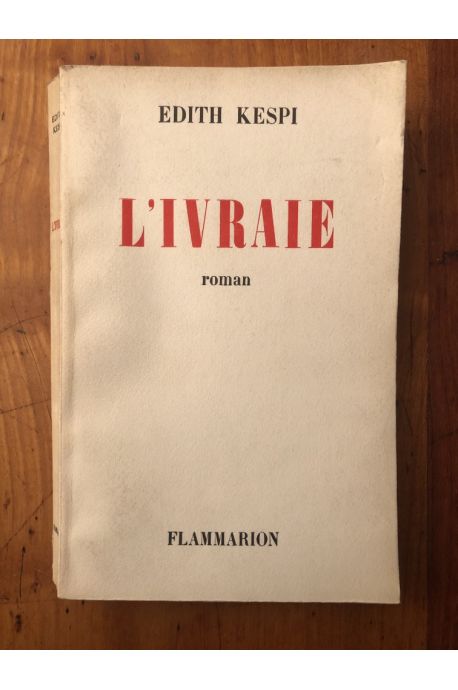 EDITH KESPI
L'IVRAIE
roman
FLAMMARION